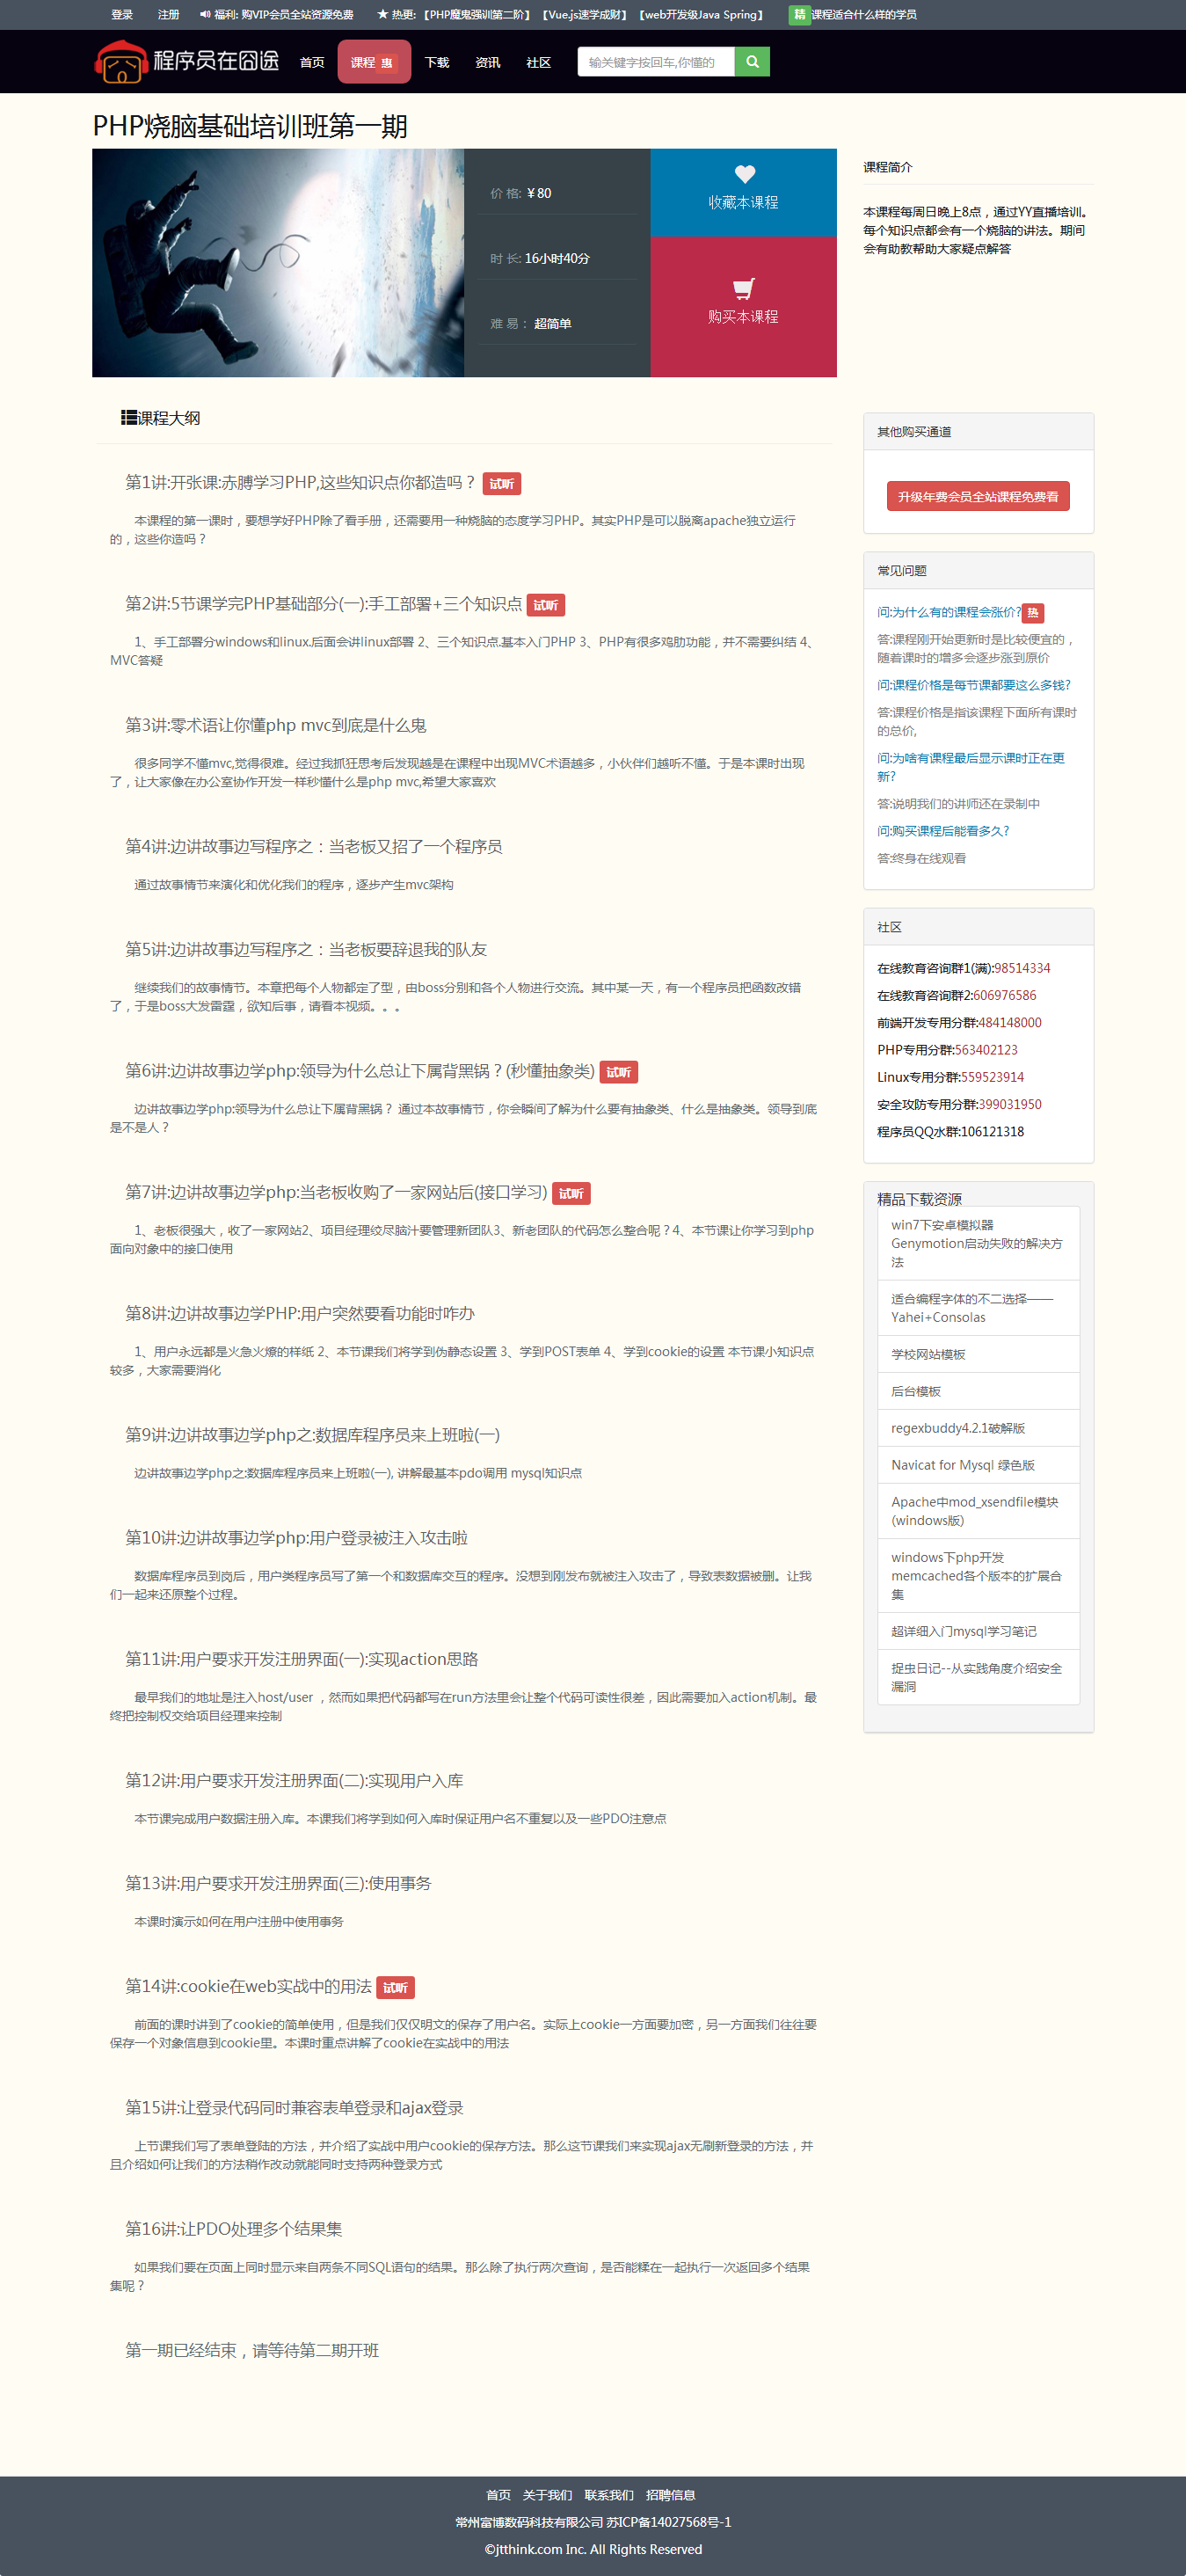 登录 注册 福利: 购VIP会员全站资源免费 ★ 热更:【PHP魔鬼强训第二阶】【Vue.js速学成财】【web开发级Java Spring】 精 课程适合什么样的学员
程序员在囧途 首页 课程 惠 下载 资讯 社区 输关键字按回车,你懂的
PHP烧脑基础培训班第一期
价 格: ¥80
时 长: 16小时40分
难 易： 超简单
收藏本课程
购买本课程
课程简介
本课程每周日晚上8点，通过YY直播培训。
每个知识点都会有一个烧脑的讲法。期间
会有助教帮助大家疑点解答
课程大纲
第1讲:开张课:赤膊学习PHP,这些知识点你都造吗？ 试听
本课程的第一课时，要想学好PHP除了看手册，还需要用一种烧脑的态度学习PHP。其实PHP是可以脱离apache独立运行
的，这些你造吗？
第2讲:5节课学完PHP基础部分(一):手工部署+三个知识点 试听
1、手工部署分windows和linux.后面会讲linux部署 2、三个知识点.基本入门PHP 3、PHP有很多鸡肋功能，并不需要纠结 4、
MVC答疑
第3讲:零术语让你懂php mvc到底是什么鬼
很多同学不懂mvc,觉得很难。经过我抓狂思考后发现越是在课程中出现MVC术语越多，小伙伴们越听不懂。于是本课时出现
了，让大家像在办公室协作开发一样秒懂什么是php mvc,希望大家喜欢
第4讲:边讲故事边写程序之：当老板又招了一个程序员
通过故事情节来演化和优化我们的程序，逐步产生mvc架构
第5讲:边讲故事边写程序之：当老板要辞退我的队友
继续我们的故事情节。本章把每个人物都定了型，由boss分别和各个人物进行交流。其中某一天，有一个程序员把函数改错
了，于是boss大发雷霆，欲知后事，请看本视频。。。
第6讲:边讲故事边学php:领导为什么总让下属背黑锅？(秒懂抽象类) 试听
边讲故事边学php:领导为什么总让下属背黑锅？ 通过本故事情节，你会瞬间了解为什么要有抽象类、什么是抽象类。领导到底
是不是人？
第7讲:边讲故事边学php:当老板收购了一家网站后(接口学习) 试听
1、老板很强大，收了一家网站2、项目经理绞尽脑汁要管理新团队3、新老团队的代码怎么整合呢？4、本节课让你学习到php
面向对象中的接口使用
第8讲:边讲故事边学PHP:用户突然要看功能时咋办
1、用户永远都是火急火燎的样纸 2、本节课我们将学到伪静态设置 3、学到POST表单 4、学到cookie的设置 本节课小知识点
较多，大家需要消化
第9讲:边讲故事边学php之:数据库程序员来上班啦(一)
边讲故事边学php之:数据库程序员来上班啦(一), 讲解最基本pdo调用 mysql知识点
第10讲:边讲故事边学php:用户登录被注入攻击啦
数据库程序员到岗后，用户类程序员写了第一个和数据库交互的程序。没想到刚发布就被注入攻击了，导致表数据被删。让我
们一起来还原整个过程。
第11讲:用户要求开发注册界面(一):实现action思路
最早我们的地址是注入host/user ，然而如果把代码都写在run方法里会让整个代码可读性很差，因此需要加入action机制。最
终把控制权交给项目经理来控制
第12讲:用户要求开发注册界面(二):实现用户入库
本节课完成用户数据注册入库。本课我们将学到如何入库时保证用户名不重复以及一些PDO注意点
第13讲:用户要求开发注册界面(三):使用事务
本课时演示如何在用户注册中使用事务
第14讲:cookie在web实战中的用法 试听
前面的课时讲到了cookie的简单使用，但是我们仅仅明文的保存了用户名。实际上cookie一方面要加密，另一方面我们往往要
保存一个对象信息到cookie里。本课时重点讲解了cookie在实战中的用法
第15讲:让登录代码同时兼容表单登录和ajax登录
上节课我们写了表单登陆的方法，并介绍了实战中用户cookie的保存方法。那么这节课我们来实现ajax无刷新登录的方法，并
且介绍如何让我们的方法稍作改动就能同时支持两种登录方式
第16讲:让PDO处理多个结果集
如果我们要在页面上同时显示来自两条不同SQL语句的结果。那么除了执行两次查询，是否能糅在一起执行一次返回多个结果
集呢？
第一期已经结束，请等待第二期开班
其他购买通道
升级年费会员全站课程免费看
常见问题
问:为什么有的课程会涨价? 热
答:课程刚开始更新时是比较便宜的，
随着课时的增多会逐步涨到原价
问:课程价格是每节课都要这么多钱?
答:课程价格是指该课程下面所有课时
的总价,
问:为啥有课程最后显示课时正在更
新?
答:说明我们的讲师还在录制中
问:购买课程后能看多久?
答:终身在线观看
社区
在线教育咨询群1(满):98514334
在线教育咨询群2:606976586
前端开发专用分群:484148000
PHP专用分群:563402123
Linux专用分群:559523914
安全攻防专用分群:399031950
程序员QQ水群:106121318
精品下载资源
win7下安卓模拟器
Genymotion启动失败的解决方
法
适合编程字体的不二选择——
Yahei+Consolas
学校网站模板
后台模板
regexbuddy4.2.1破解版
Navicat for Mysql 绿色版
Apache中mod_xsendfile模块
(windows版)
windows下php开发
memcached各个版本的扩展合
集
超详细入门mysql学习笔记
捉虫日记--从实践角度介绍安全
漏洞
首页 关于我们 联系我们 招聘信息
常州富博数码科技有限公司 苏ICP备14027568号-1
©jtthink.com Inc. All Rights Reserved